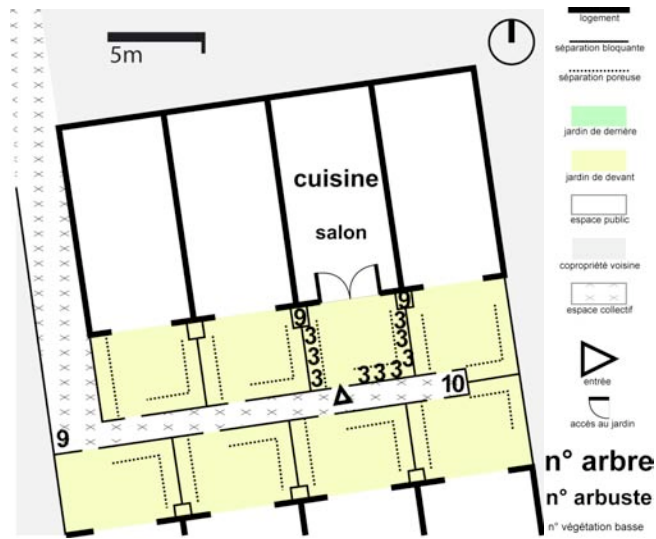 5m
cuisine
salon
9
9
3
3
3
3
3
3
3
3
3
3
3
10
9
logement
séparation bloquante
séparation poreuse
jardin de derrière
jardin de devant
espace public
copropriété voisine
espace collectif
entrée
accès au jardin
n° arbre
n° arbuste
n° végétation basse